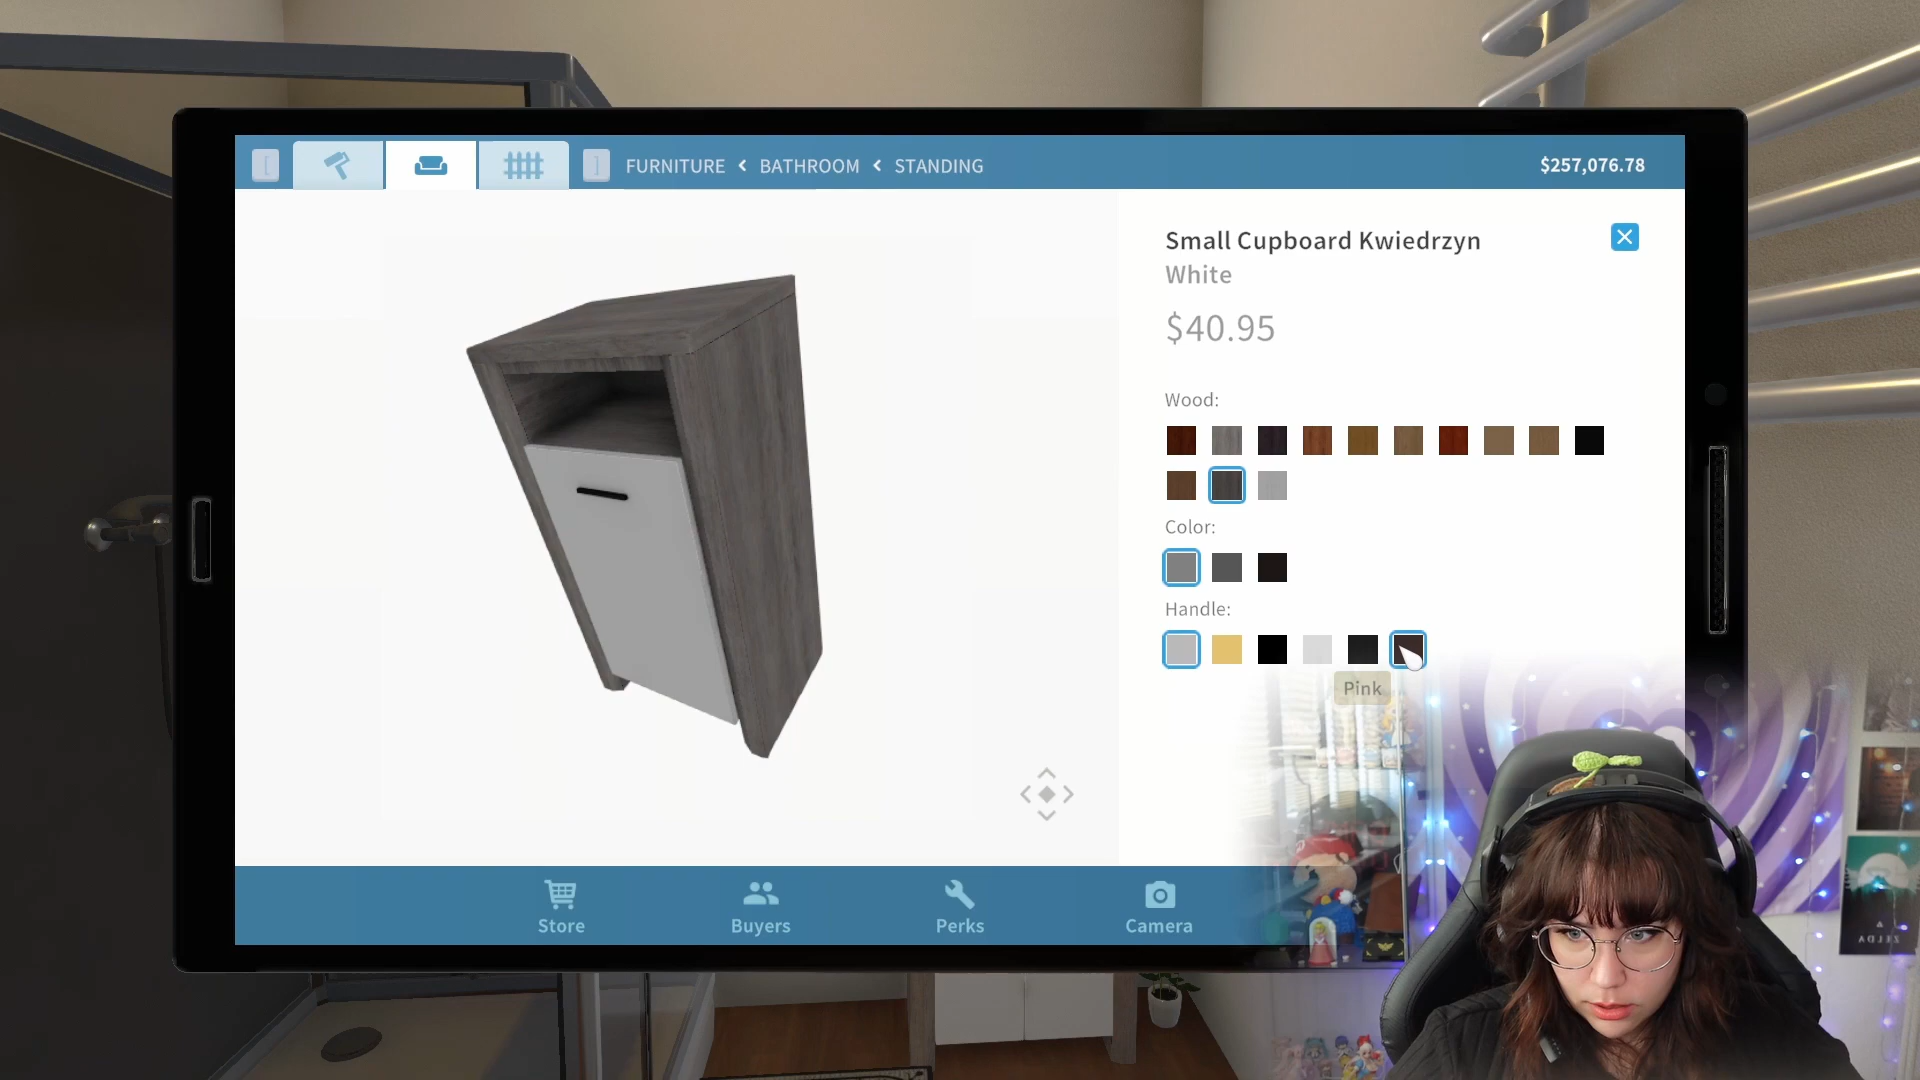 [
]
FURNITURE < BATHROOM < STANDING
$257,076.78
Small Cupboard Kwiedrzyn
White
$40.95
Wood:
Color:
Handle:
Pink
Store
Buyers
Perks
Camera
ZELDA